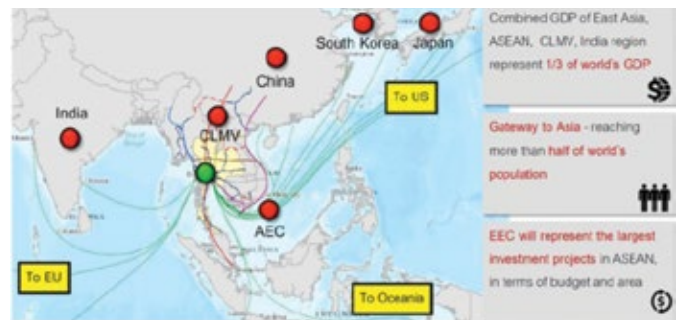 South Korea
Japan
China
To US
India
CLMV
AEC
To EU
To Oceania
Combined GDP of East Asia,
ASEAN, CLMV, India region
represent 1/3 of world's GDP
Gateway to Asia - reaching
more than half of world's
population
EEC will represent the largest
investment projects in ASEAN,
in terms of budget and area